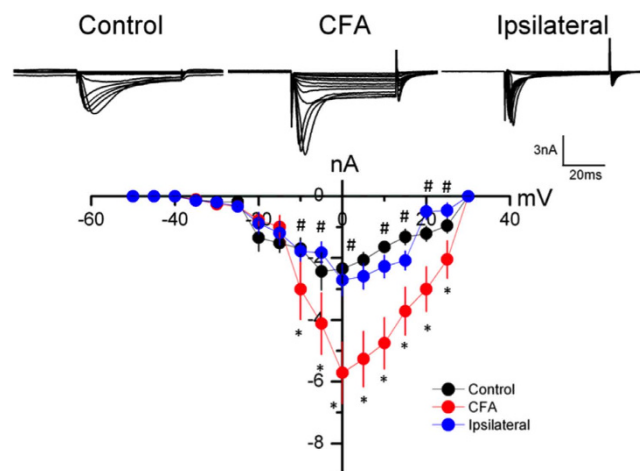 Control CFA Ipsilateral
3nA
20ms
nA
0 mV
-60 -40 -20 0 20 40
# # # # # # #
-2
-4
* * * * * * * *
-6
-8
Control
CFA
Ipsilateral